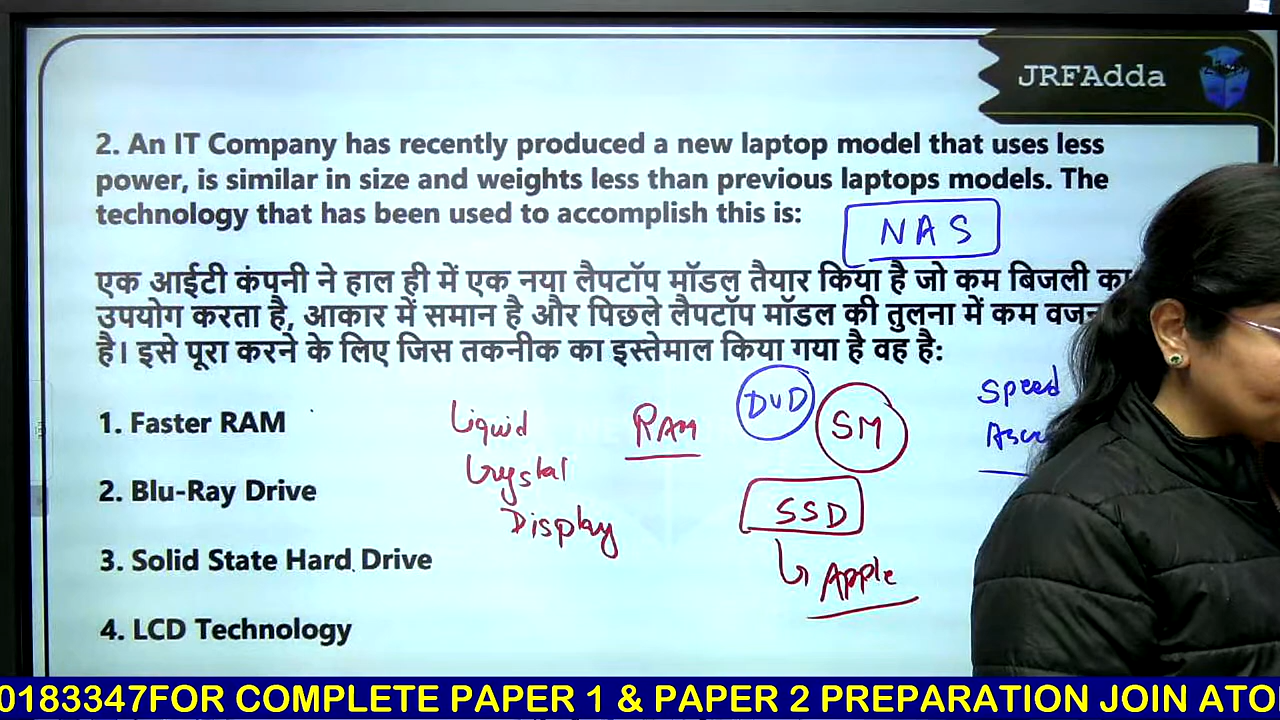 JRFAdda
2. An IT Company has recently produced a new laptop model that uses less
power, is similar in size and weights less than previous laptops models. The
technology that has been used to accomplish this is:
NAS
एक आईटी कंपनी ने हाल ही में एक नया लैपटॉप मॉडल तैयार किया है जो कम बिजली का
उपयोग करता है, आकार में समान है और पिछले लैपटॉप मॉडल की तुलना में कम वजन
है। इसे पूरा करने के लिए जिस तकनीक का इस्तेमाल किया गया है वह है:
1. Faster RAM
2. Blu-Ray Drive
3. Solid State Hard Drive
4. LCD Technology
Liquid
Crystal
Display
RAM
DVD
SM
SSD
Apple
Speed
0183347FOR COMPLETE PAPER 1 & PAPER 2 PREPARATION JOIN ATO